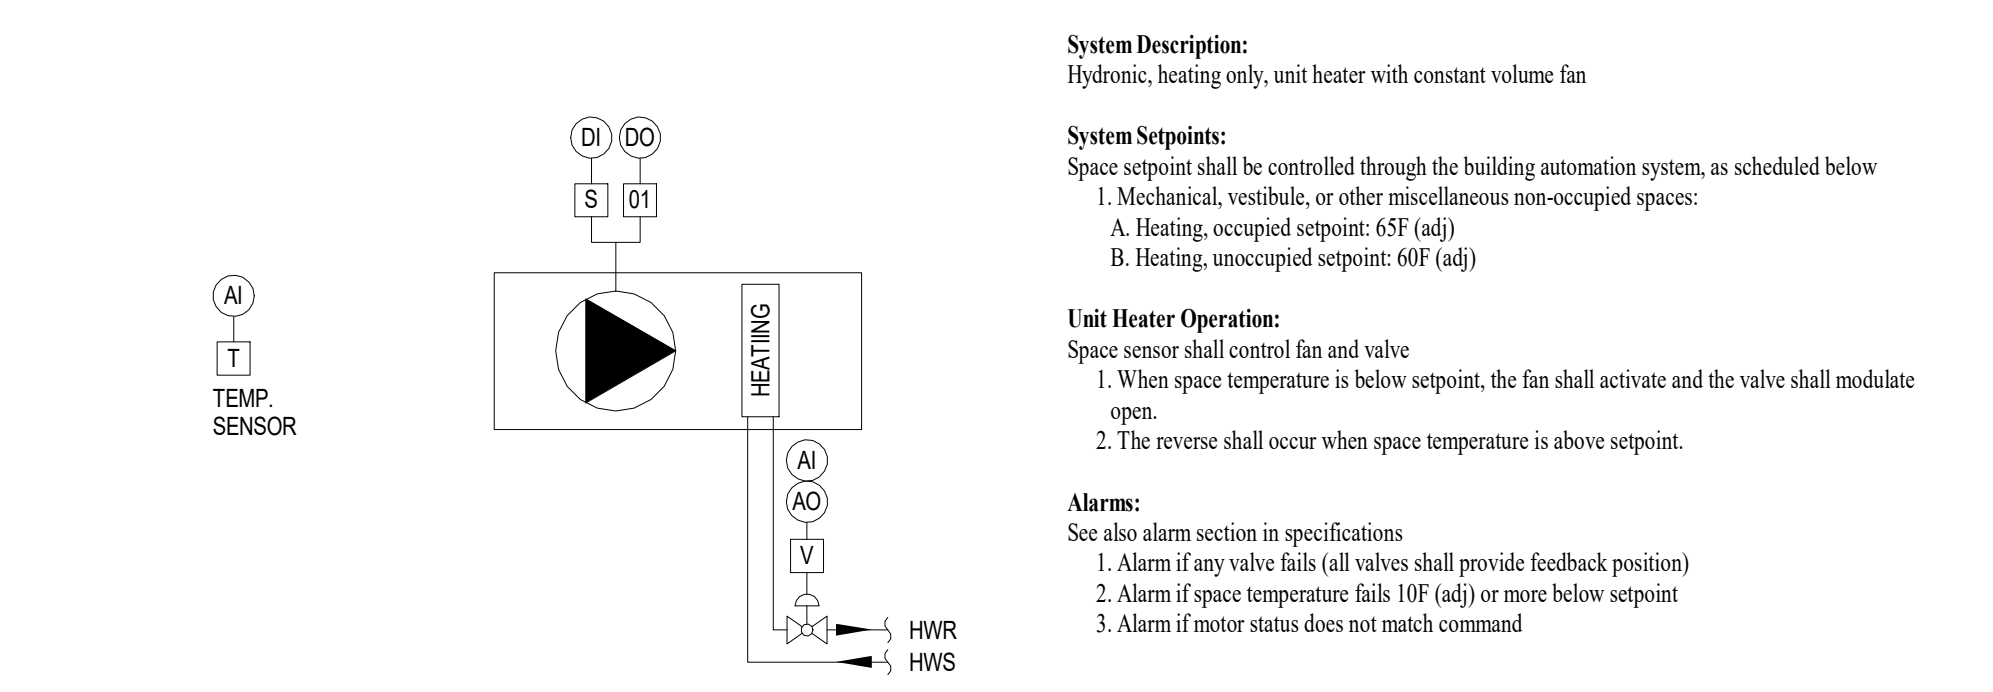 DI DO
S 01
AI
T
TEMP.
SENSOR
HEATIING
AI
AO
V
HWR
HWS
System Description:
Hydronic, heating only, unit heater with constant volume fan
System Setpoints:
Space setpoint shall be controlled through the building automation system, as scheduled below
1. Mechanical, vestibule, or other miscellaneous non-occupied spaces:
A. Heating, occupied setpoint: 65F (adj)
B. Heating, unoccupied setpoint: 60F (adj)
Unit Heater Operation:
Space sensor shall control fan and valve
1. When space temperature is below setpoint, the fan shall activate and the valve shall modulate
open.
2. The reverse shall occur when space temperature is above setpoint.
Alarms:
See also alarm section in specifications
1. Alarm if any valve fails (all valves shall provide feedback position)
2. Alarm if space temperature fails 10F (adj) or more below setpoint
3. Alarm if motor status does not match command